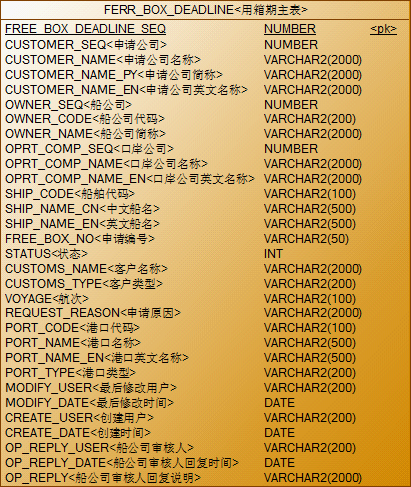 FERR_BOX_DEADLINE<用箱期主表>
FREE_BOX_DEADLINE_SEQ NUMBER <pk>
CUSTOMER_SEQ<申请公司> NUMBER
CUSTOMER_NAME<申请公司名称> VARCHAR2(2000)
CUSTOMER_NAME_PY<申请公司简称> VARCHAR2(2000)
CUSTOMER_NAME_EN<申请公司英文名称> VARCHAR2(2000)
OWNER_SEQ<船公司> NUMBER
OWNER_CODE<船公司代码> VARCHAR2(200)
OWNER_NAME<船公司简称> VARCHAR2(2000)
OPRT_COMP_SEQ<口岸公司> NUMBER
OPRT_COMP_NAME<口岸公司名称> VARCHAR2(2000)
OPRT_COMP_NAME_EN<口岸公司英文名称> VARCHAR2(2000)
SHIP_CODE<船舶代码> VARCHAR2(100)
SHIP_NAME_CN<中文船名> VARCHAR2(500)
SHIP_NAME_EN<英文船名> VARCHAR2(500)
FREE_BOX_NO<申请编号> VARCHAR2(50)
STATUS<状态> INT
CUSTOMS_NAME<客户名称> VARCHAR2(2000)
CUSTOMS_TYPE<客户类型> VARCHAR2(200)
VOYAGE<航次> VARCHAR2(100)
REQUEST_REASON<申请原因> VARCHAR2(2000)
PORT_CODE<港口代码> VARCHAR2(100)
PORT_NAME<港口名称> VARCHAR2(500)
PORT_NAME_EN<港口英文名称> VARCHAR2(500)
PORT_TYPE<港口类型> VARCHAR2(200)
MODIFY_USER<最后修改用户> VARCHAR2(200)
MODIFY_DATE<最后修改时间> DATE
CREATE_USER<创建用户> VARCHAR2(200)
CREATE_DATE<创建时间> DATE
OP_REPLY_USER<船公司审核人> VARCHAR2(200)
OP_REPLY_DATE<船公司审核人回复时间> DATE
OP_REPLY<船公司审核人回复说明> VARCHAR2(2000)